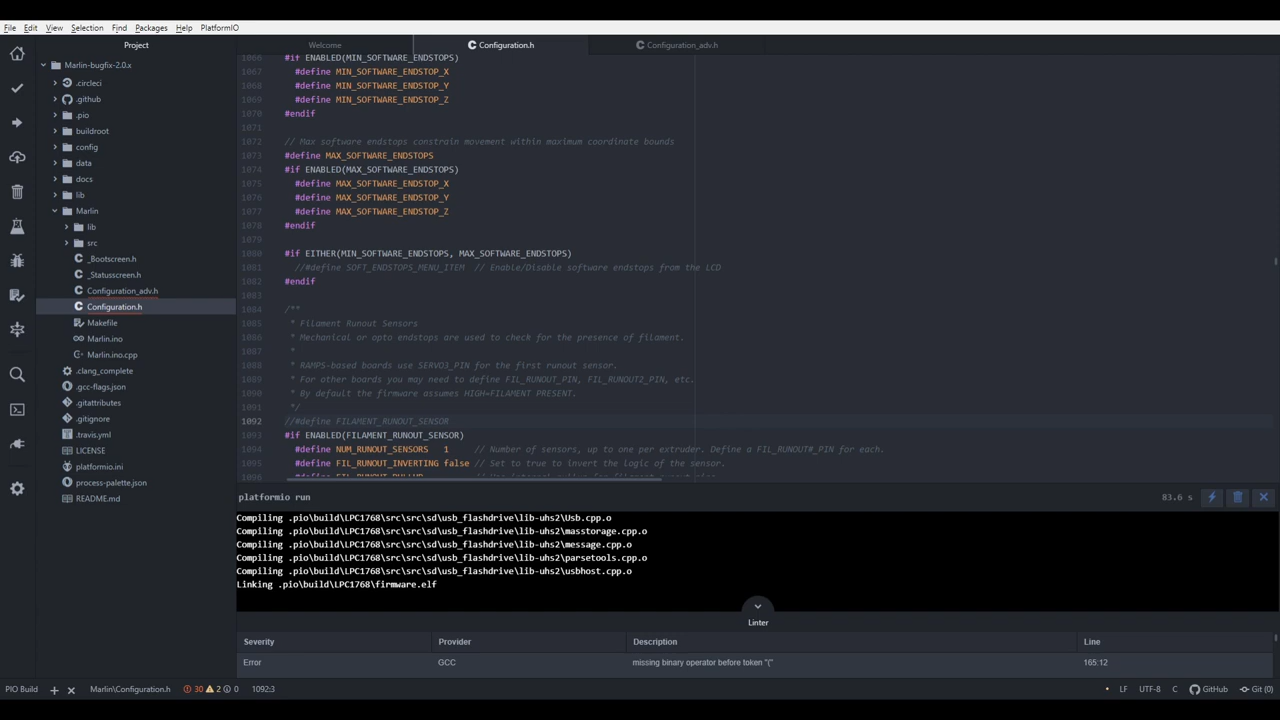 File Edit View Selection Find Packages Help PlatformIO
Project
Welcome
Configuration.h
Configuration_adv.h
Marlin-bugfix-2.0.x
.circleci
.github
.pio
buildroot
config
data
docs
lib
Marlin
lib
src
_Bootscreen.h
_Statusscreen.h
Configuration_adv.h
Configuration.h
Makefile
Marlin.ino
Marlin.ino.cpp
.clang_complete
.gcc-flags.json
.gitattributes
.gitignore
.travis.yml
LICENSE
platformio.ini
process-palette.json
README.md
1066 #if ENABLED(MIN_SOFTWARE_ENDSTOPS)
1067 #define MIN_SOFTWARE_ENDSTOP_X
1068 #define MIN_SOFTWARE_ENDSTOP_Y
1069 #define MIN_SOFTWARE_ENDSTOP_Z
1070 #endif
1071
1072 // Max software endstops constrain movement within maximum coordinate bounds
1073 #define MAX_SOFTWARE_ENDSTOPS
1074 #if ENABLED(MAX_SOFTWARE_ENDSTOPS)
1075 #define MAX_SOFTWARE_ENDSTOP_X
1076 #define MAX_SOFTWARE_ENDSTOP_Y
1077 #define MAX_SOFTWARE_ENDSTOP_Z
1078 #endif
1079
1080 #if EITHER(MIN_SOFTWARE_ENDSTOPS, MAX_SOFTWARE_ENDSTOPS)
1081 //#define SOFT_ENDSTOPS_MENU_ITEM // Enable/Disable software endstops from the LCD
1082 #endif
1083
1084 /**
1085 * Filament Runout Sensors
1086 * Mechanical or opto endstops are used to check for the presence of filament.
1087 *
1088 * RAMPS-based boards use SERVO3_PIN for the first runout sensor.
1089 * For other boards you may need to define FIL_RUNOUT_PIN, FIL_RUNOUT2_PIN, etc.
1090 * By default the firmware assumes HIGH=FILAMENT PRESENT.
1091 */
1092 //#define FILAMENT_RUNOUT_SENSOR
1093 #if ENABLED(FILAMENT_RUNOUT_SENSOR)
1094 #define NUM_RUNOUT_SENSORS 1 // Number of sensors, up to one per extruder. Define a FIL_RUNOUT#_PIN for each.
1095 #define FIL_RUNOUT_INVERTING false // Set to true to invert the logic of the sensor.
1096
platformio run
83.6 s
Compiling .pio\build\LPC1768\src\src\sd\usb_flashdrive\lib-uhs2\Usb.cpp.o
Compiling .pio\build\LPC1768\src\src\sd\usb_flashdrive\lib-uhs2\masstorage.cpp.o
Compiling .pio\build\LPC1768\src\src\sd\usb_flashdrive\lib-uhs2\message.cpp.o
Compiling .pio\build\LPC1768\src\src\sd\usb_flashdrive\lib-uhs2\parsetools.cpp.o
Compiling .pio\build\LPC1768\src\src\sd\usb_flashdrive\lib-uhs2\usbhost.cpp.o
Linking .pio\build\LPC1768\firmware.elf
Linter
Severity Provider Description Line
Error GCC missing binary operator before token "(" 165:12
PIO Build + × Marlin\Configuration.h 30 2 0 1092:3 LF UTF-8 C GitHub Git (0)